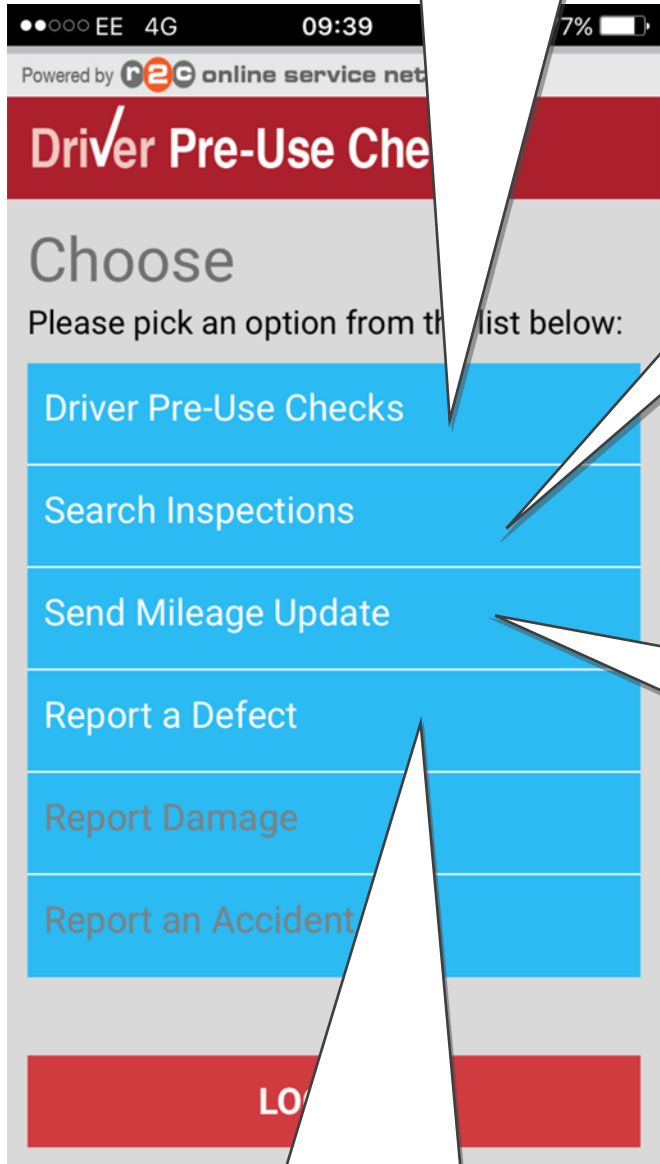 EE 4G 09:39 7%
Powered by r2c online service net
Driver Pre-Use Che
Choose
Please pick an option from th list below:
Driver Pre-Use Checks
Search Inspections
Send Mileage Update
Report a Defect
Report Damage
Report an Accident
LO